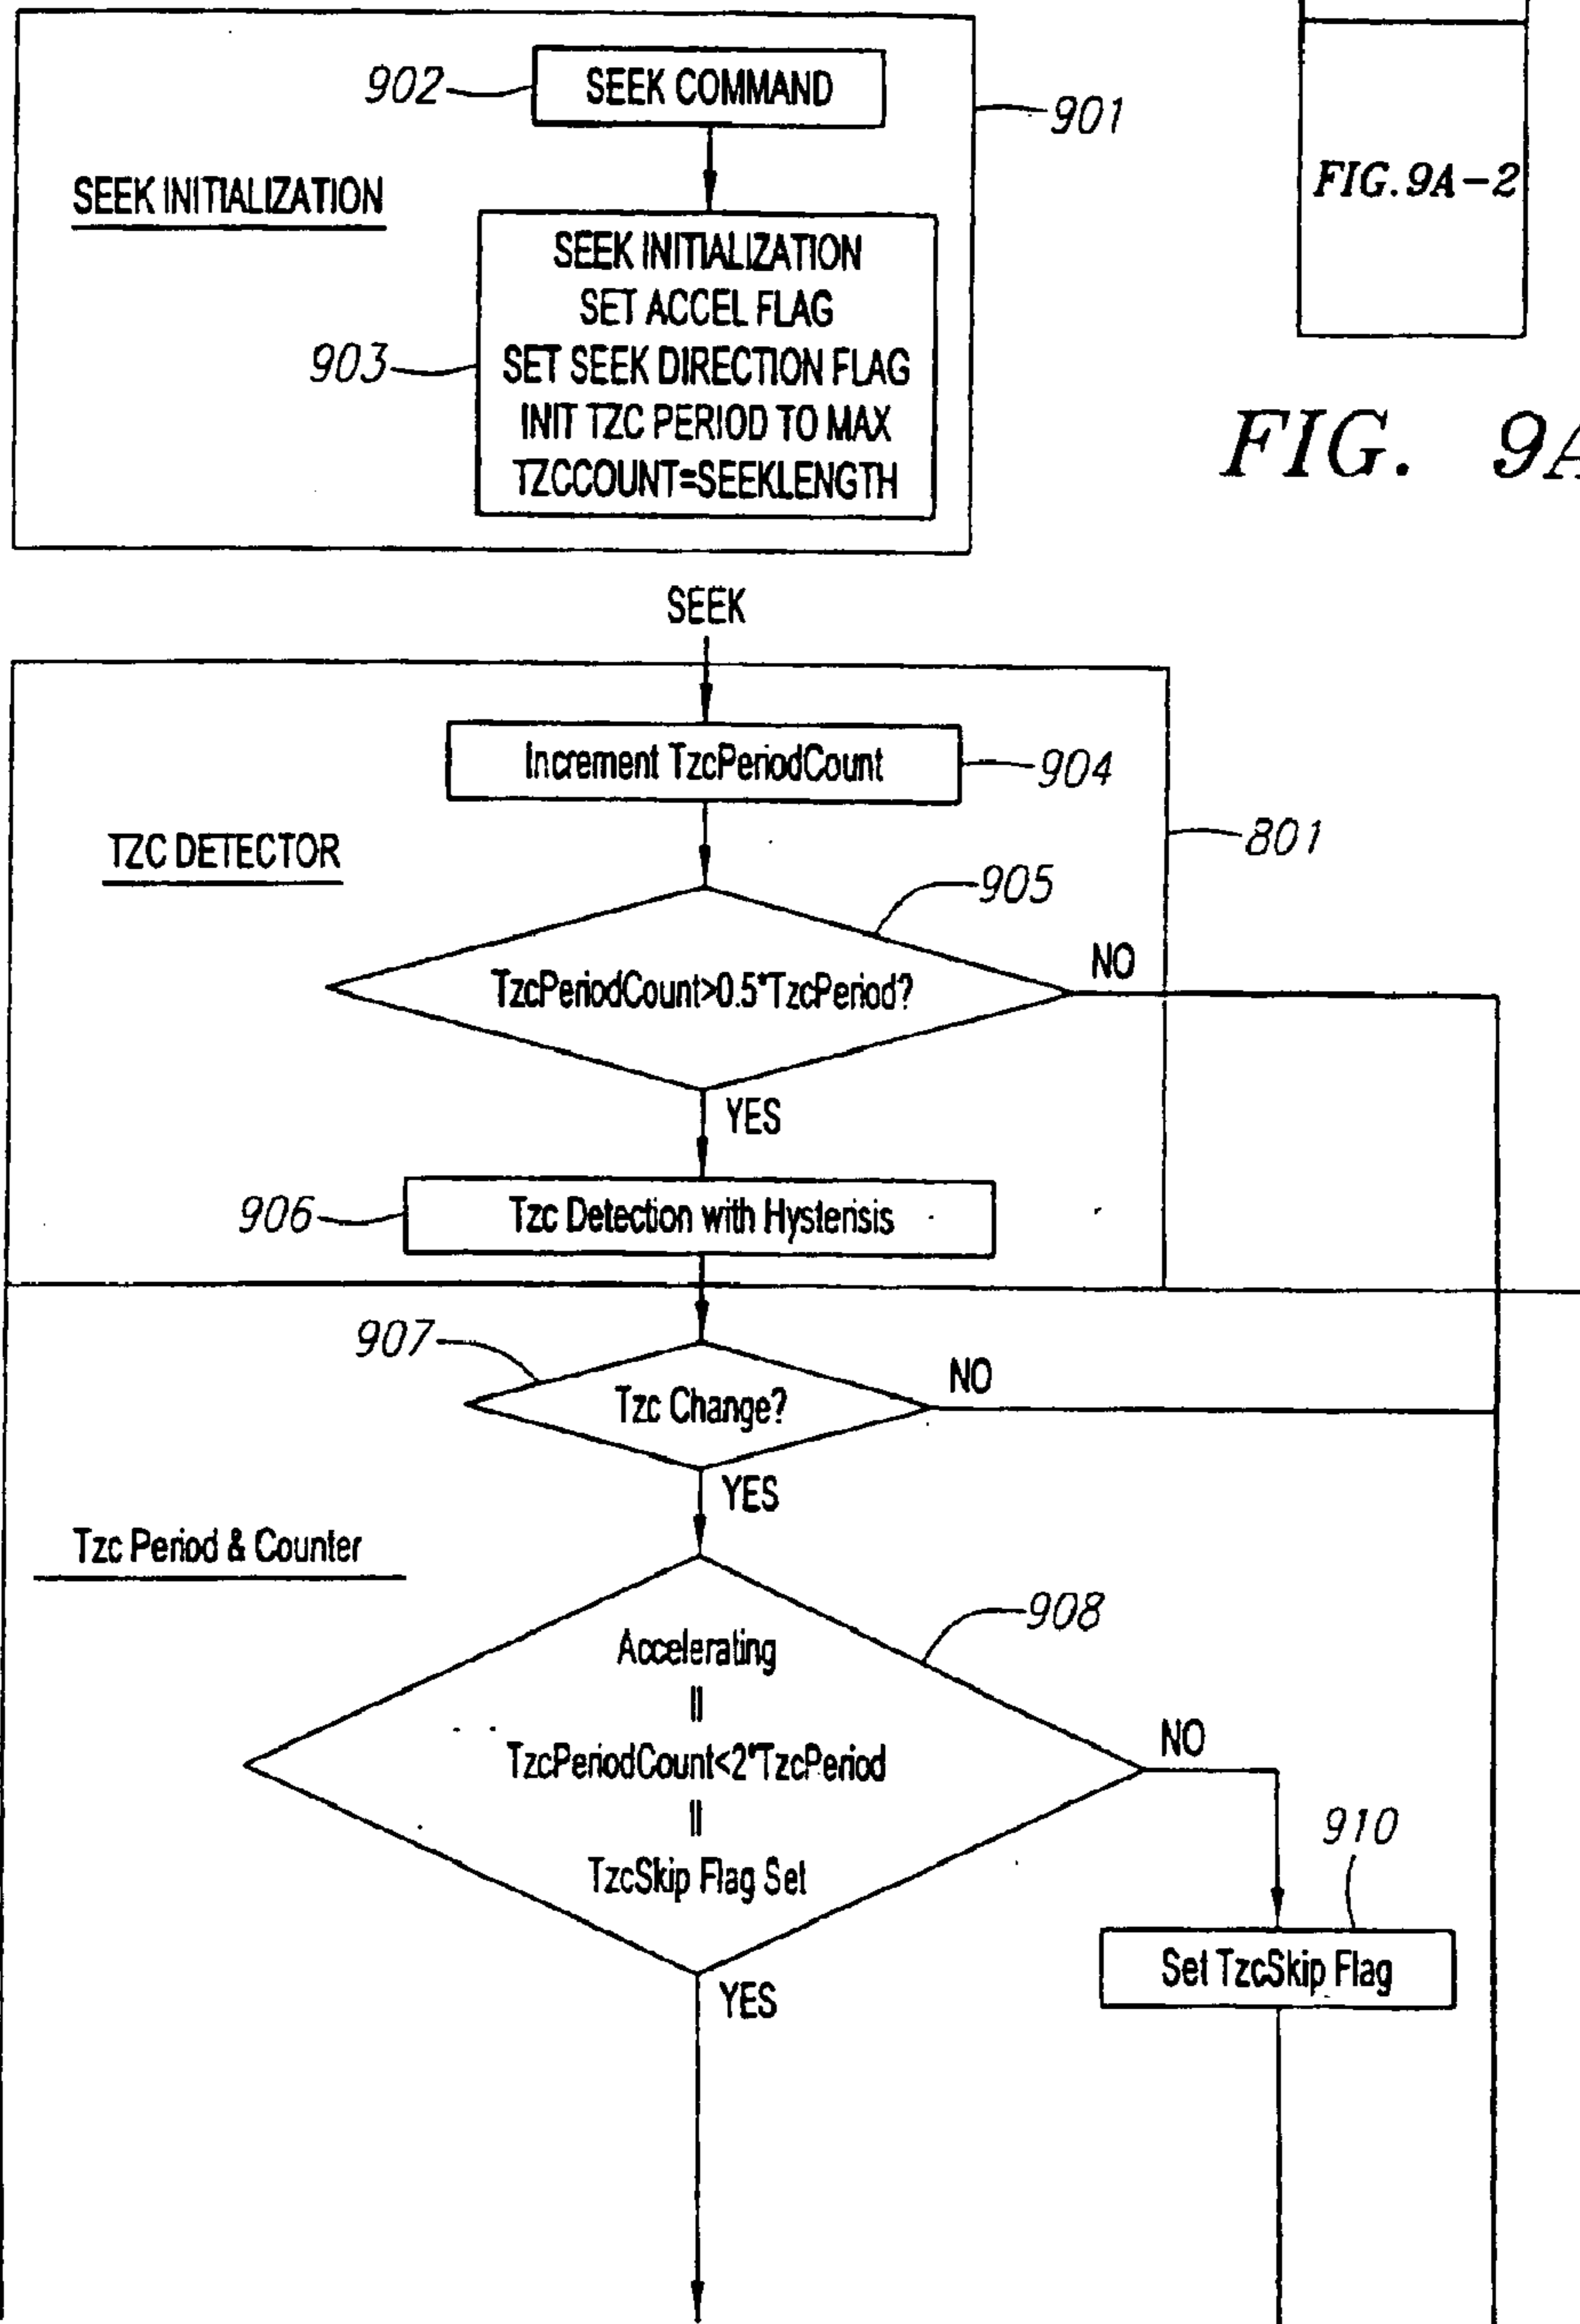 902
SEEK COMMAND
901
SEEK INITIALIZATION
FIG. 9A-2
903
SEEK INITIALIZATION
SET ACCEL FLAG
SET SEEK DIRECTION FLAG
INIT TZC PERIOD TO MAX
TZCCOUNT=SEEKLENGTH
FIG. 9A
SEEK
Increment TzcPeriodCount
904
TZC DETECTOR
801
905
TzcPeriodCount>0.5*TzcPeriod?
NO
YES
906
Tzc Detection with Hysterisis
907
Tzc Change?
NO
YES
Tzc Period & Counter
908
Accelerating
||
TzcPeriodCount<2*TzcPeriod
||
TzcSkip Flag Set
NO
910
Set TzcSkip Flag
YES